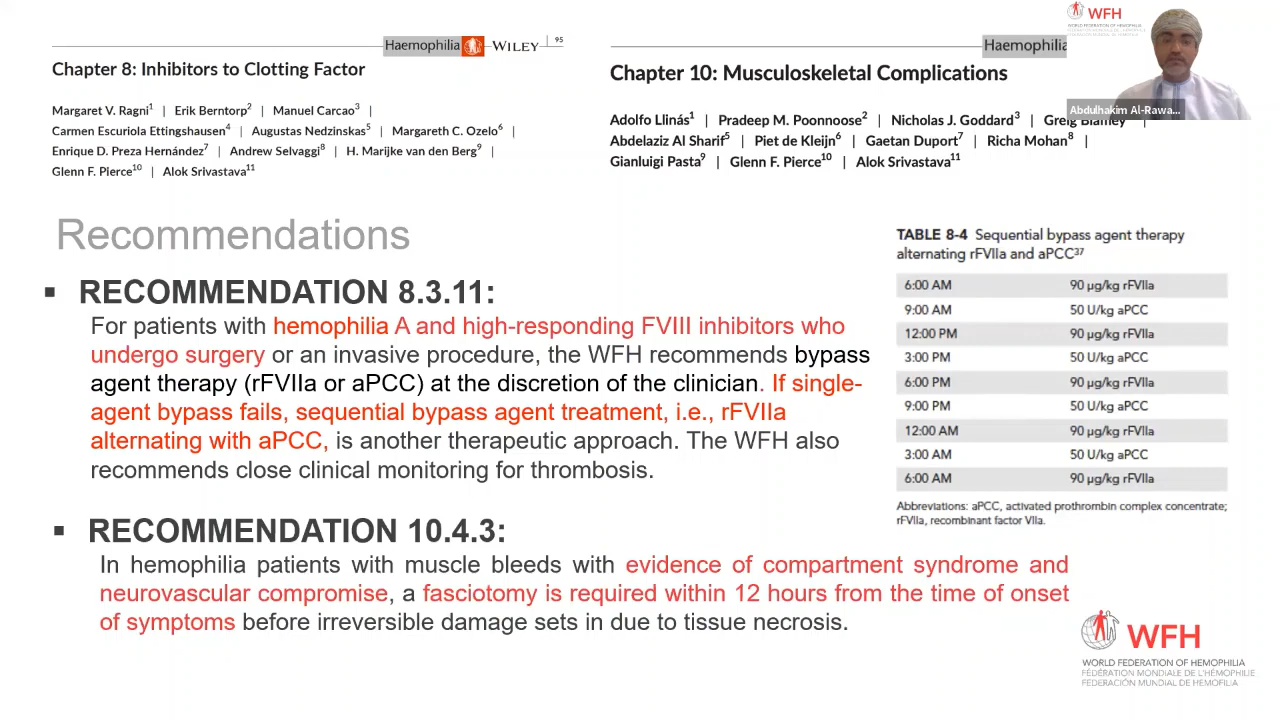 Haemophilia WILEY 95
Chapter 8: Inhibitors to Clotting Factor
Margaret V. Ragni1 | Erik Berntorp2 | Manuel Carcao3 |
Carmen Escuriola Ettingshausen4 | Augustas Nedzinskas5 | Margareth C. Ozelo6 |
Enrique D. Preza Hernández7 | Andrew Selvaggi8 | H. Marijke van den Berg9 |
Glenn F. Pierce10 | Alok Srivastava11
Haemophilia
Chapter 10: Musculoskeletal Complications
Adolfo Llinás1 | Pradeep M. Poonnoose2 | Nicholas J. Goddard3 | Greig Blamey |
Abdelaziz Al Sharif5 | Piet de Kleijn6 | Gaetan Duport7 | Richa Mohan8 |
Gianluigi Pasta9 | Glenn F. Pierce10 | Alok Srivastava11
WFH
Abdulhakim Al-Rawa...
Recommendations
▪ RECOMMENDATION 8.3.11:
For patients with hemophilia A and high-responding FVIII inhibitors who
undergo surgery or an invasive procedure, the WFH recommends bypass
agent therapy (rFVIIa or aPCC) at the discretion of the clinician. If single-
agent bypass fails, sequential bypass agent treatment, i.e., rFVIIa
alternating with aPCC, is another therapeutic approach. The WFH also
recommends close clinical monitoring for thrombosis.
TABLE 8-4 Sequential bypass agent therapy
alternating rFVIIa and aPCC37
6:00 AM 90 µg/kg rFVIIa
9:00 AM 50 U/kg aPCC
12:00 PM 90 µg/kg rFVIIa
3:00 PM 50 U/kg aPCC
6:00 PM 90 µg/kg rFVIIa
9:00 PM 50 U/kg aPCC
12:00 AM 90 µg/kg rFVIIa
3:00 AM 50 U/kg aPCC
6:00 AM 90 µg/kg rFVIIa
Abbreviations: aPCC, activated prothrombin complex concentrate;
rFVIIa, recombinant factor VIIa.
▪ RECOMMENDATION 10.4.3:
In hemophilia patients with muscle bleeds with evidence of compartment syndrome and
neurovascular compromise, a fasciotomy is required within 12 hours from the time of onset
of symptoms before irreversible damage sets in due to tissue necrosis.
WFH
WORLD FEDERATION OF HEMOPHILIA
FÉDÉRATION MONDIALE DE L'HÉMOPHILIE
FEDERACIÓN MUNDIAL DE HEMOFILIA